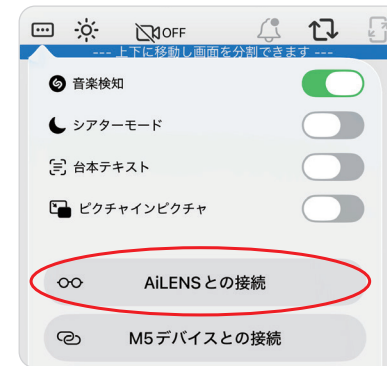 OFF
--- 上下に移動し画面を分割できます ---
音楽検知
シアターモード
台本テキスト
ピクチャインピクチャ
AiLENSとの接続
M5デバイスとの接続